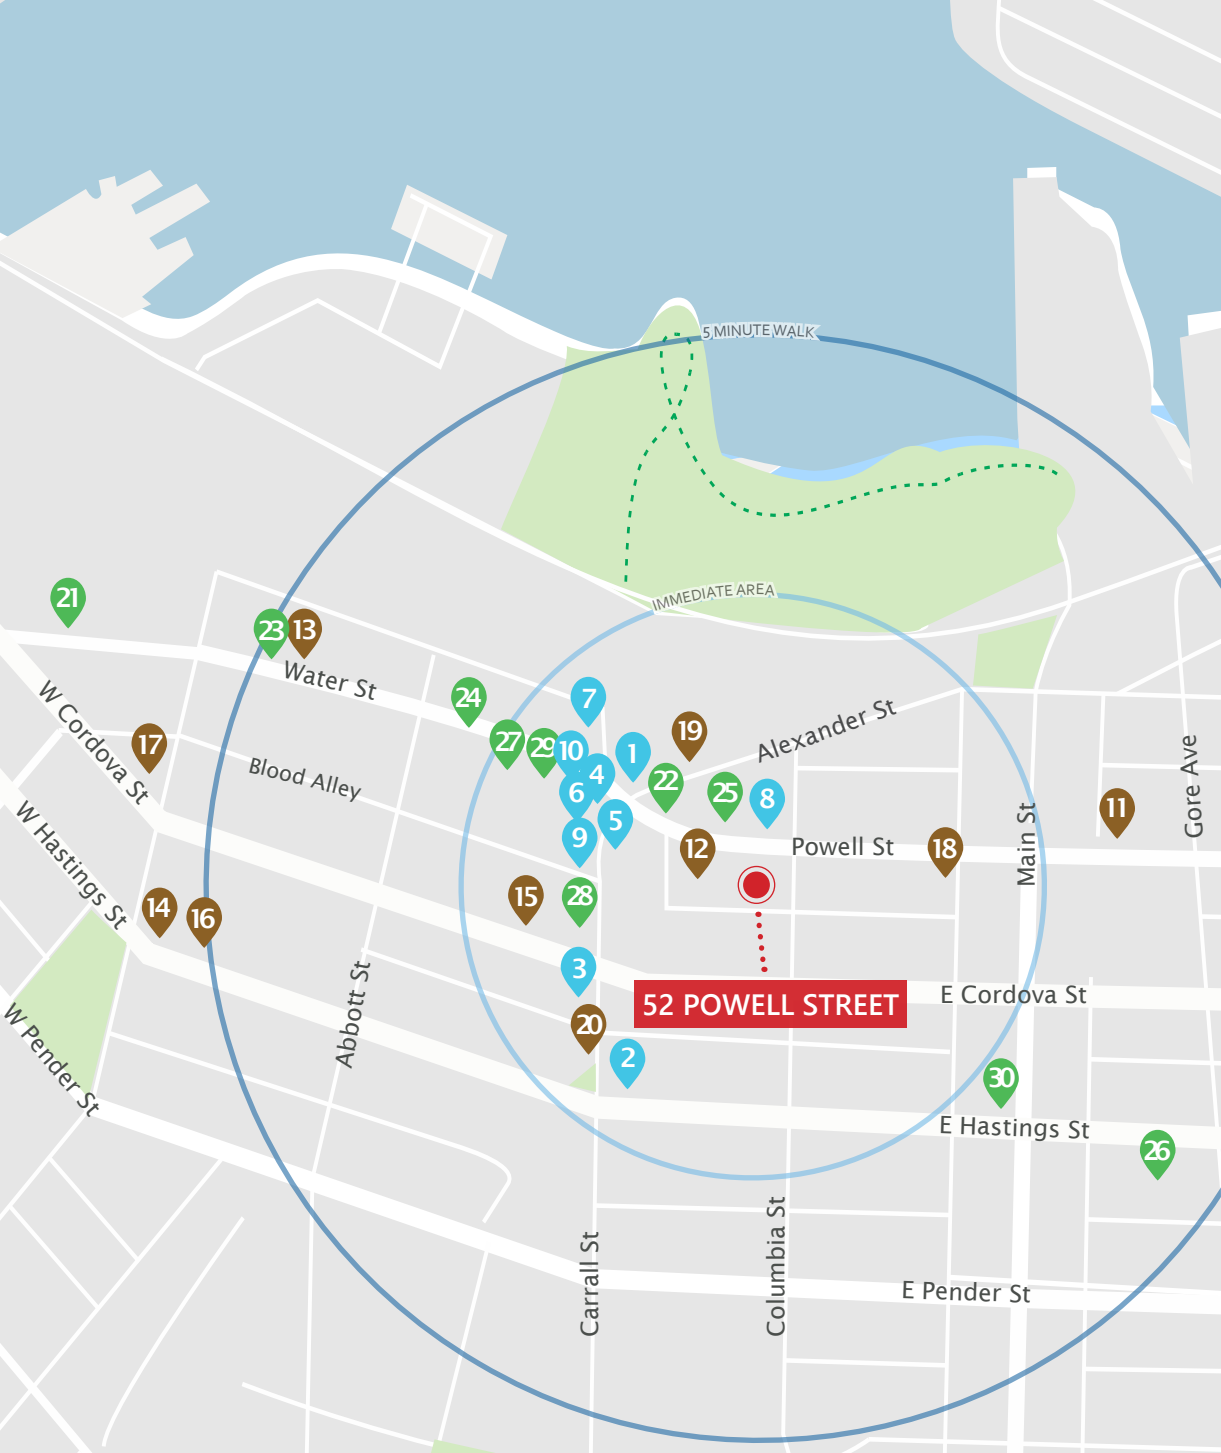 5 MINUTE WALK
IMMEDIATE AREA
21
23
13
Water St
24
7
W Cordova St
17
27
29
10
1
19
Alexander St
Blood Alley
4
6
22
25
8
5
9
12
Powell St
18
Main St
11
Gore Ave
W Hastings St
14
16
15
28
3
52 POWELL STREET
E Cordova St
20
2
Abbott St
W Pender St
30
E Hastings St
26
Carrall St
Columbia St
E Pender St